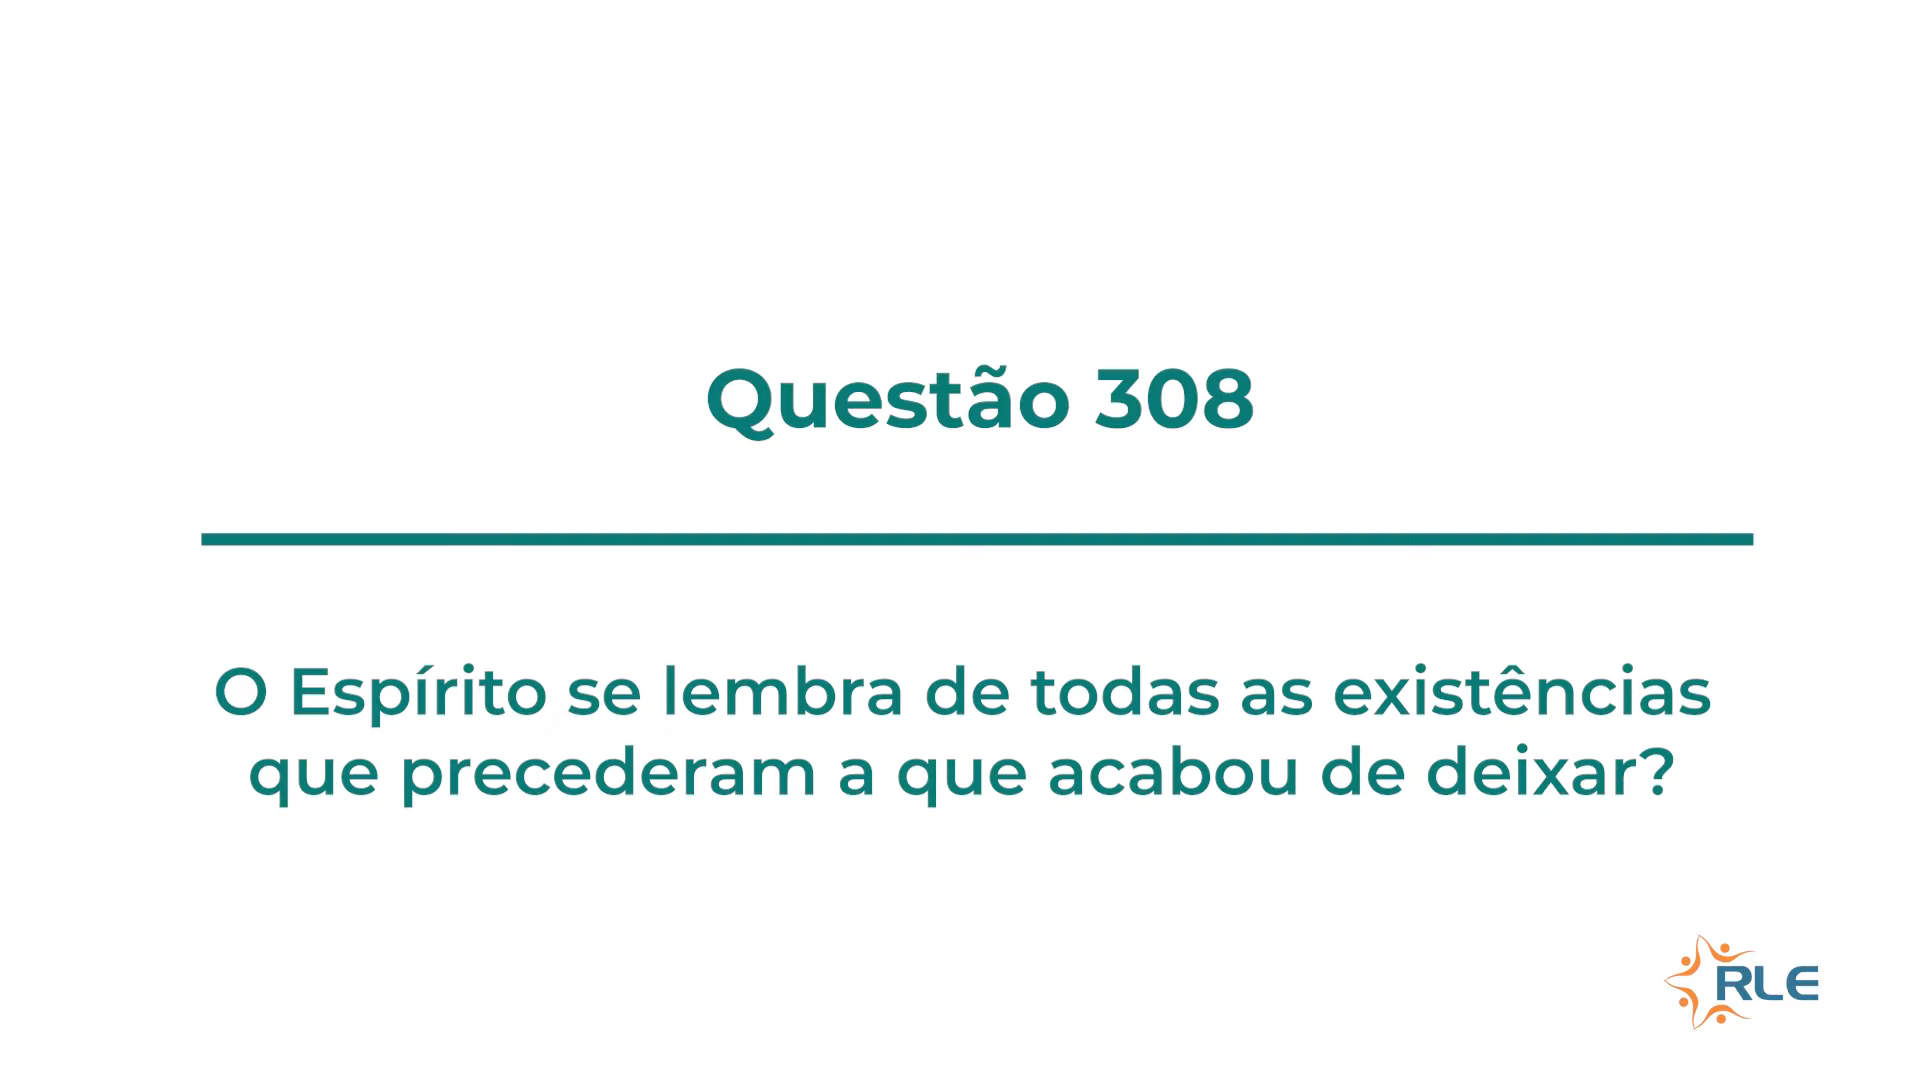 Questão 308
O Espírito se lembra de todas as existências
que precederam a que acabou de deixar?
RLE